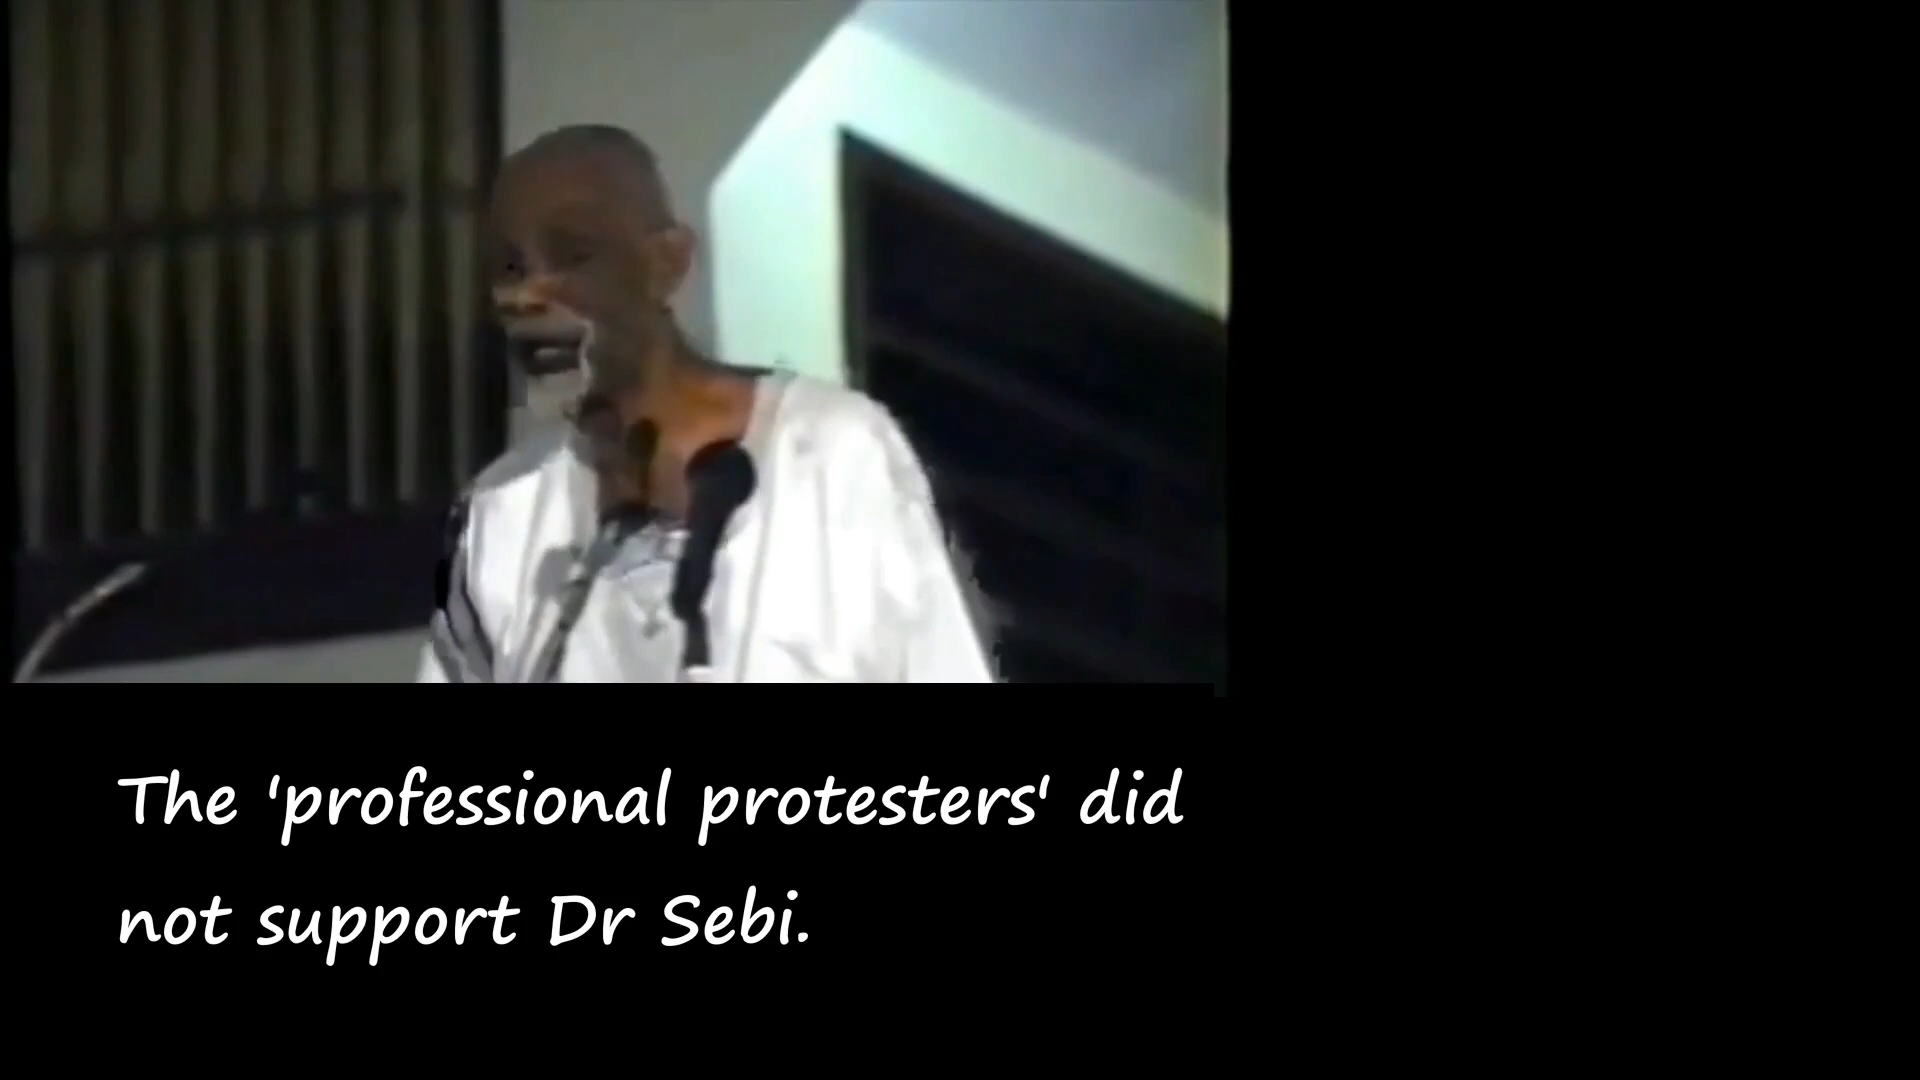 The 'professional protesters' did
not support Dr Sebi.